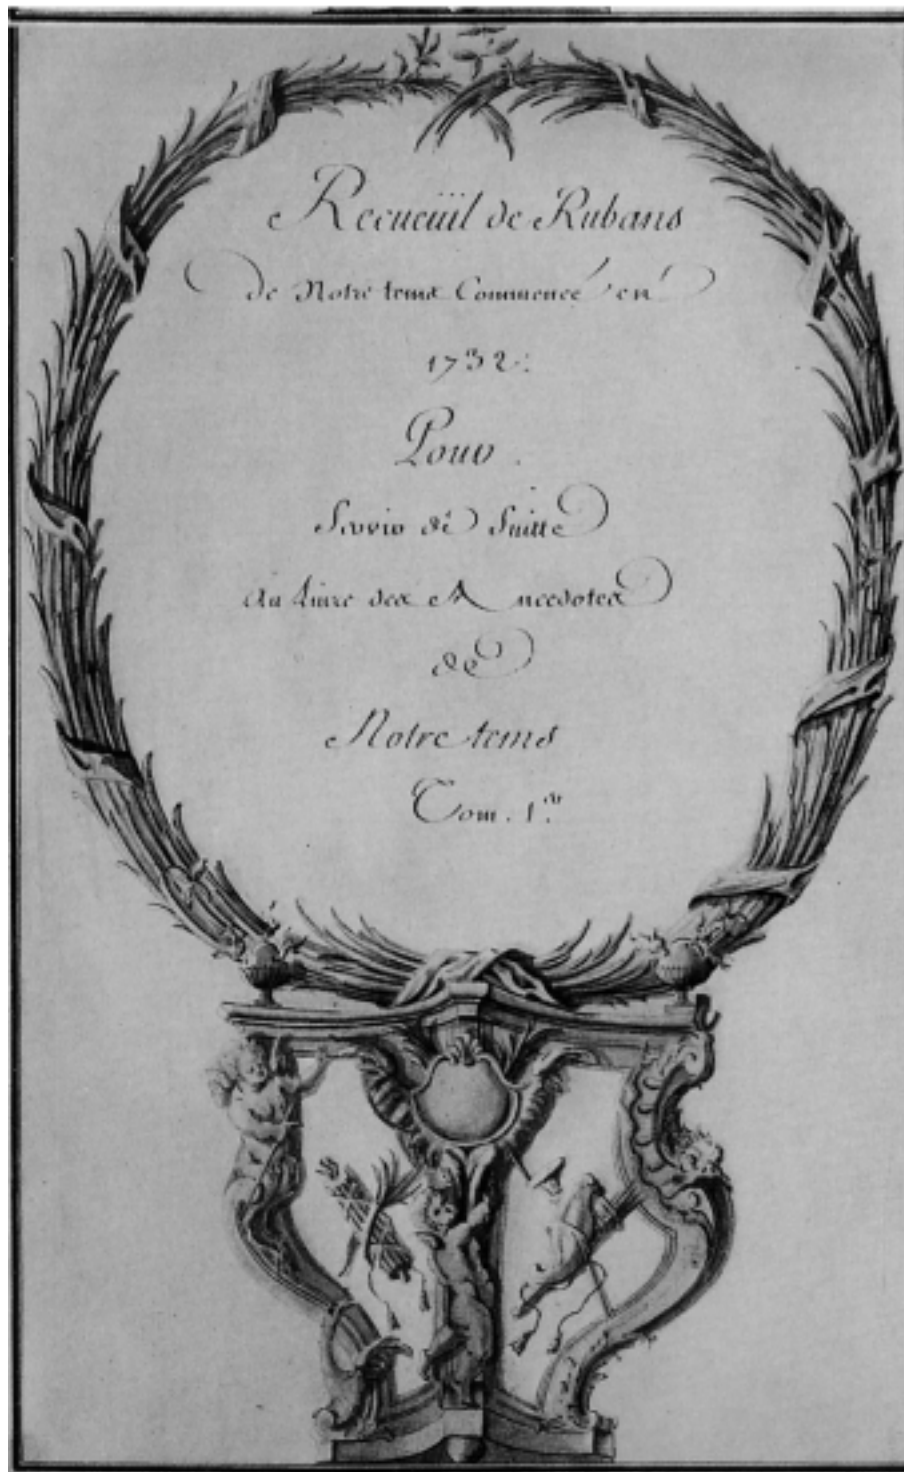 Recueüil de Rubans
de Notre tems Commencé en
1732:
Pour
Servir de Suitte
Au Livre des Anecdotes
de
Notre tems
Tom. 1.er